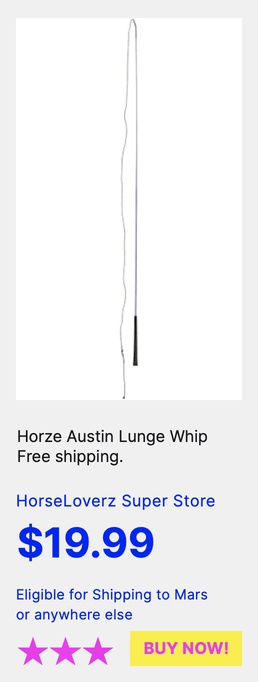 Horze Austin Lunge Whip
Free shipping.
HorseLoverz Super Store
$19.99
Eligible for Shipping to Mars
or anywhere else
BUY NOW!